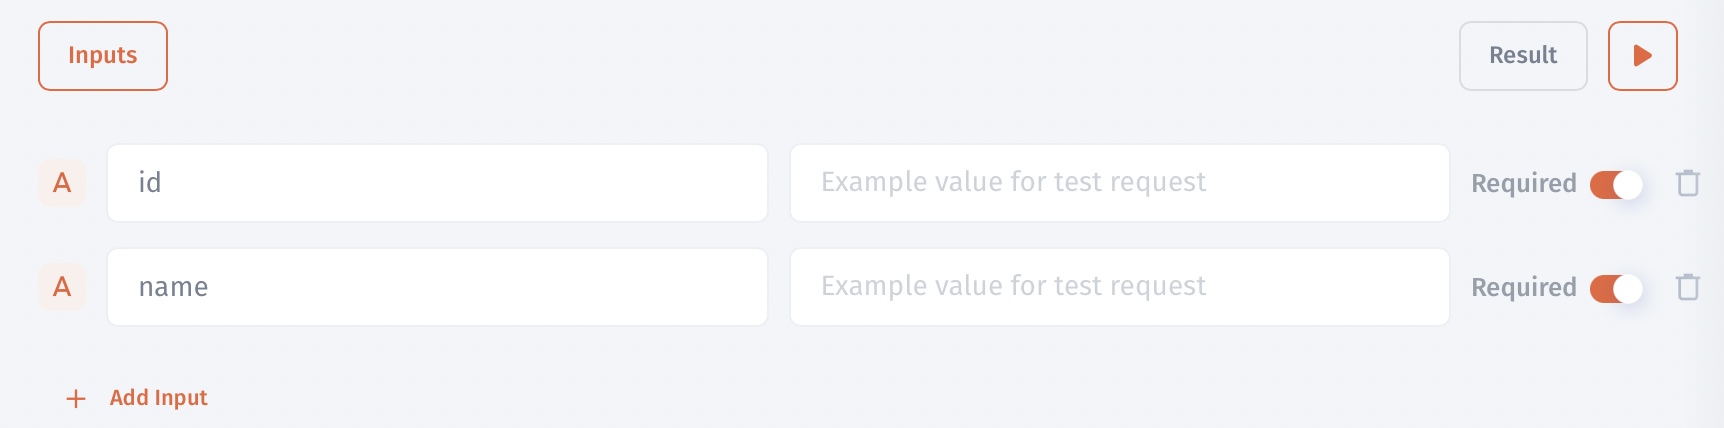 Inputs Result
A id Example value for test request Required
A name Example value for test request Required
+ Add Input